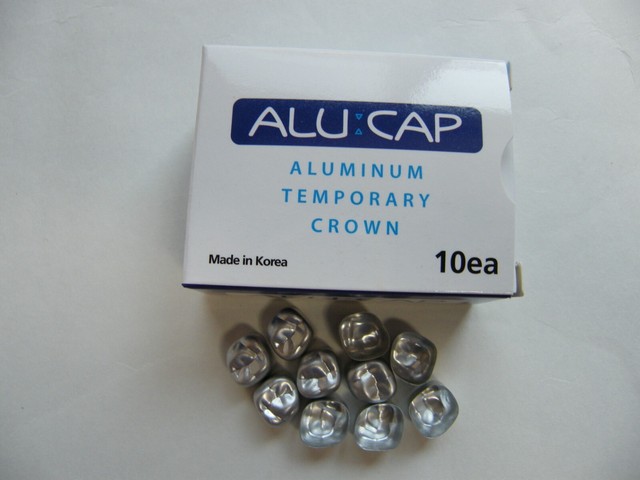 ALU CAP
ALUMINUM
TEMPORARY
CROWN
Made in Korea
10ea